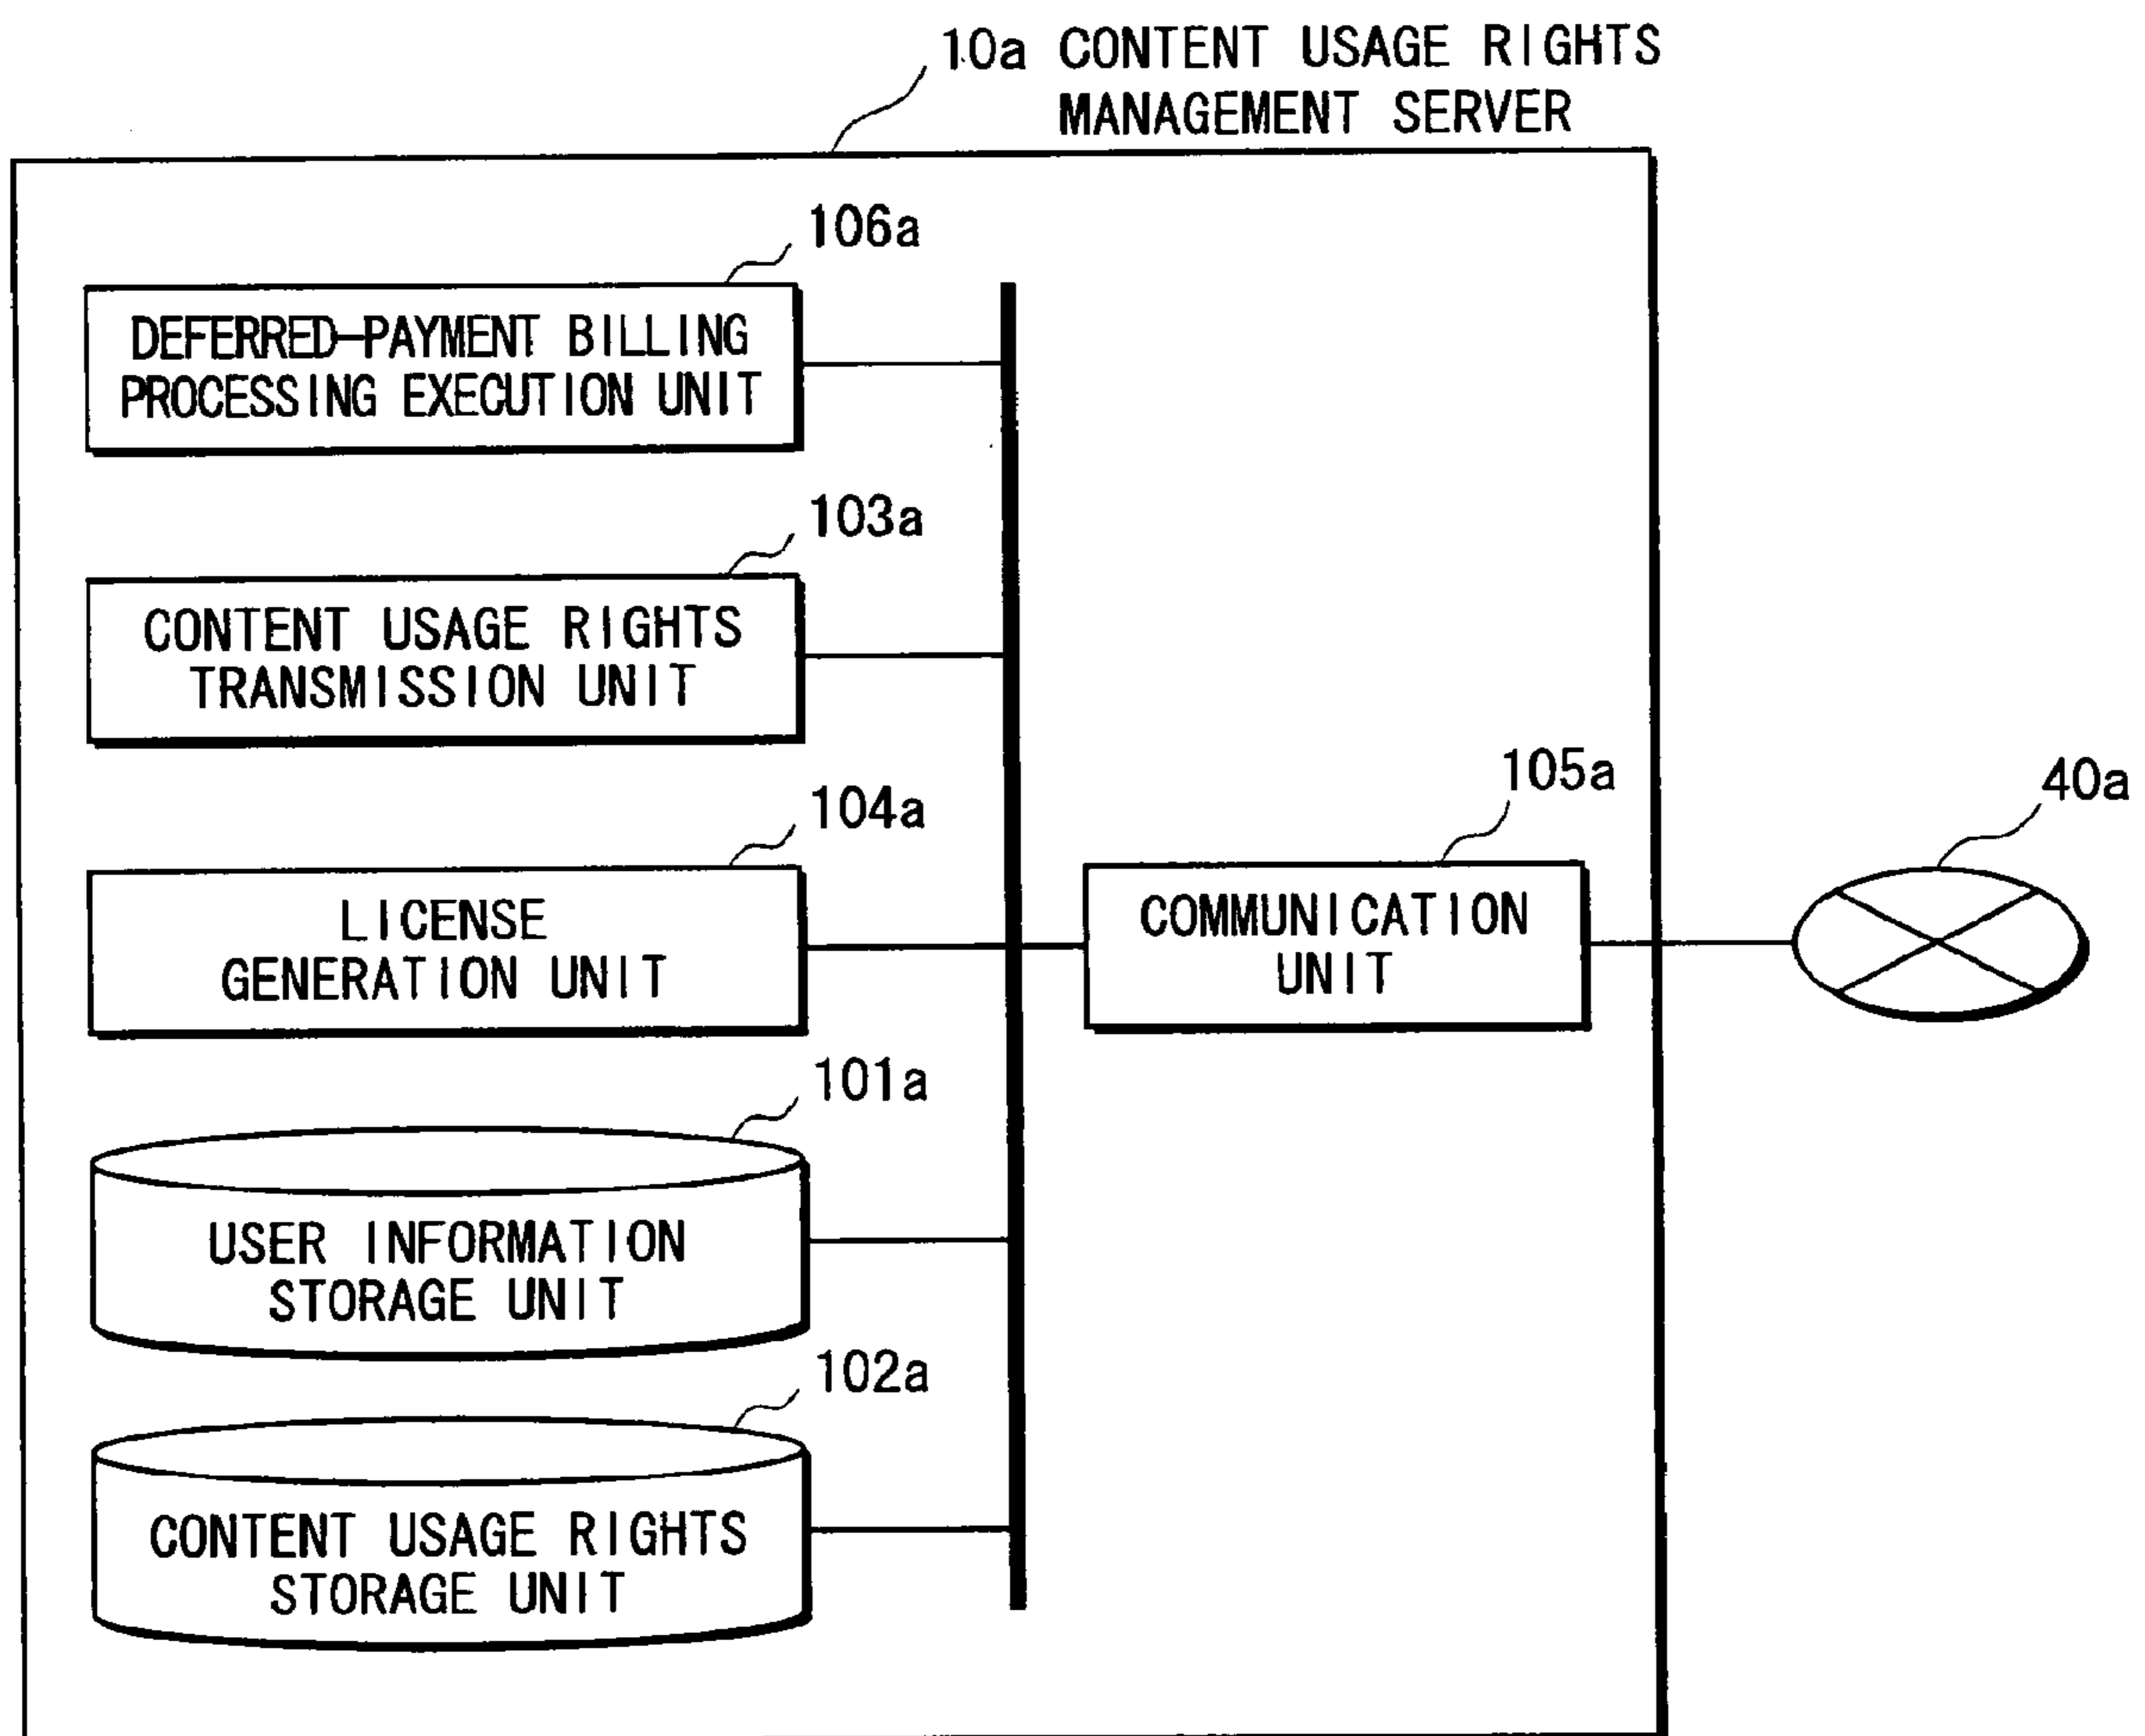 10a CONTENT USAGE RIGHTS
MANAGEMENT SERVER
106a
DEFERRED-PAYMENT BILLING
PROCESSING EXECUTION UNIT
103a
CONTENT USAGE RIGHTS
TRANSMISSION UNIT
104a
LICENSE
GENERATION UNIT
105a
COMMUNICATION
UNIT
40a
101a
USER INFORMATION
STORAGE UNIT
102a
CONTENT USAGE RIGHTS
STORAGE UNIT